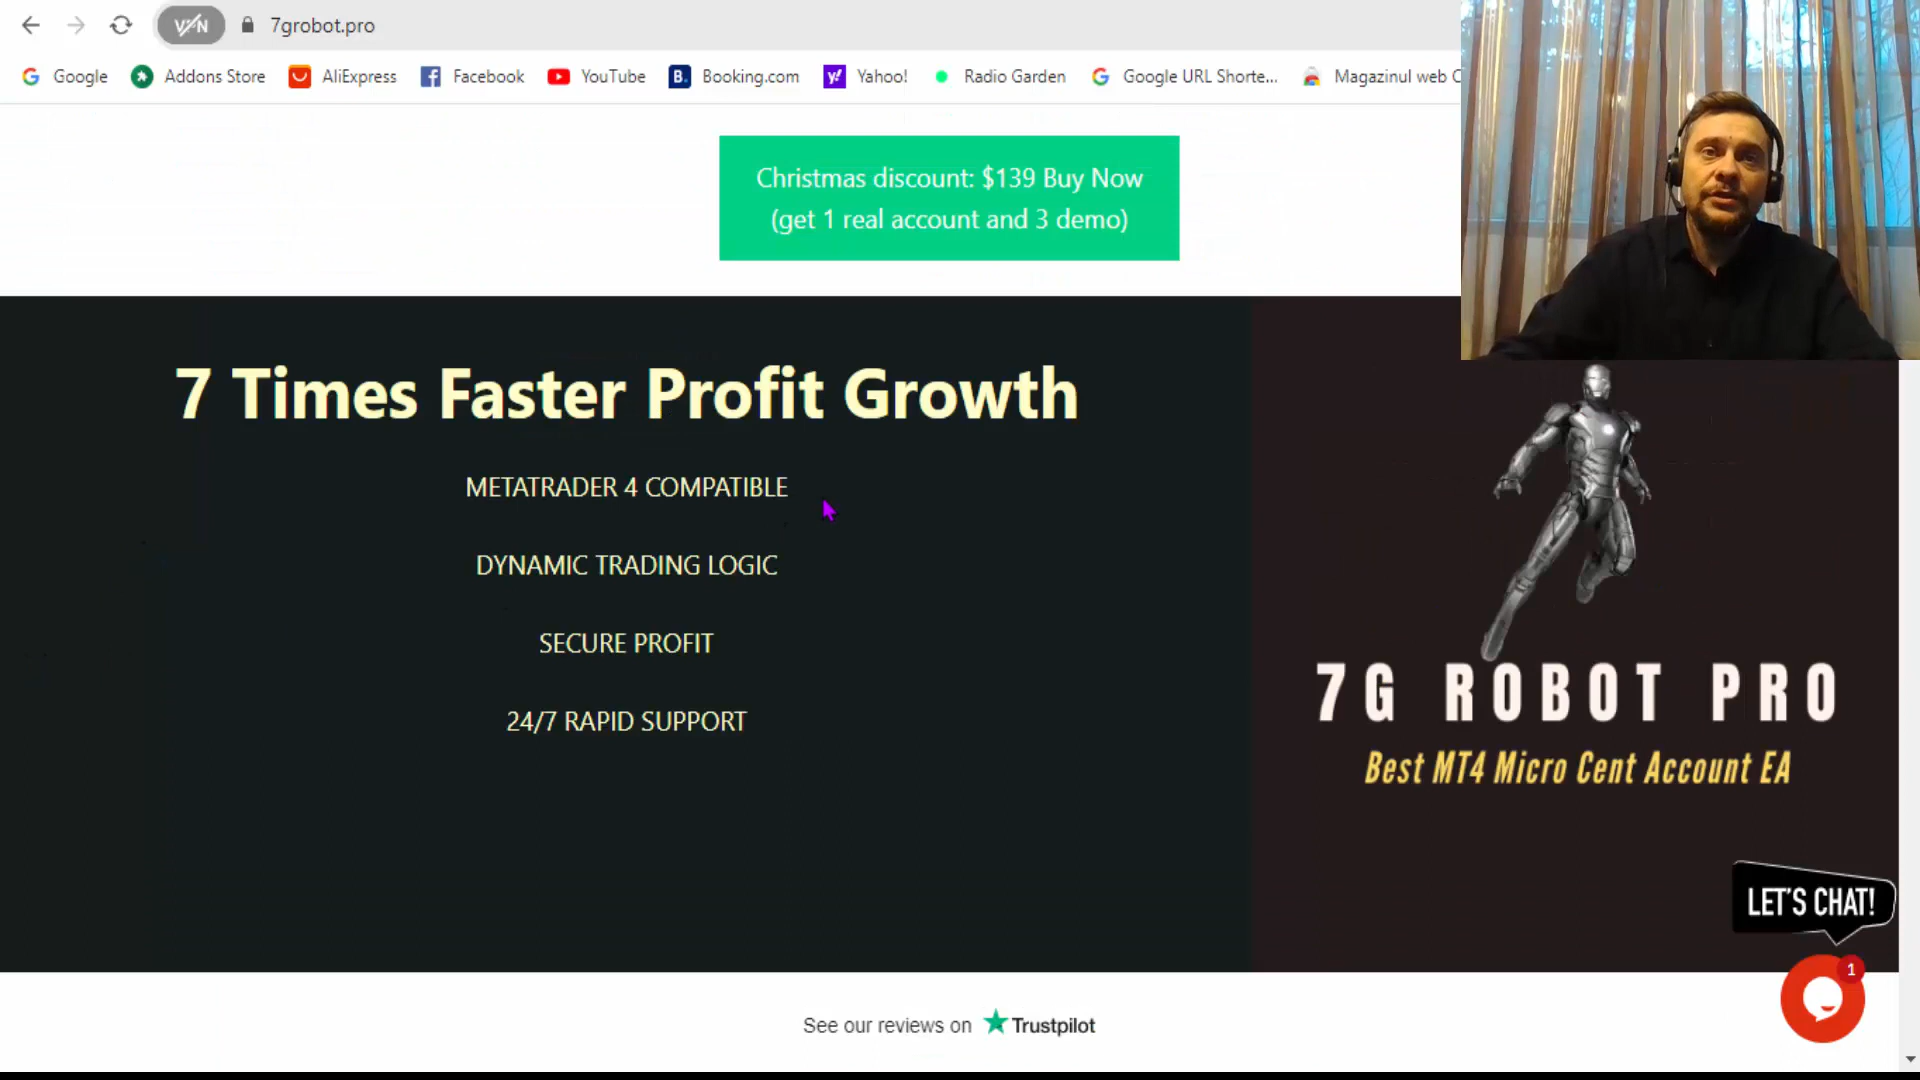 VPN
7grobot.pro
Google
Addons Store
AliExpress
Facebook
B. Booking.com
y! Yahoo!
Radio Garden
Google URL Shorte...
Magazinul web C
Christmas discount: $139 Buy Now
(get 1 real account and 3 demo)
7 Times Faster Profit Growth
METATRADER 4 COMPATIBLE
DYNAMIC TRADING LOGIC
SECURE PROFIT
24/7 RAPID SUPPORT
7G ROBOT PRO
Best MT4 Micro Cent Account EA
LET'S CHAT!
1
See our reviews on Trustpilot
YouTube